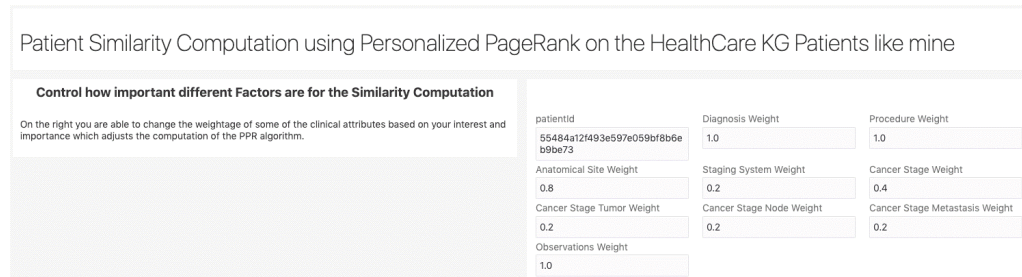 Patient Similarity Computation using Personalized PageRank on the HealthCare KG Patients like mine
Control how important different Factors are for the Similarity Computation
On the right you are able to change the weightage of some of the clinical attributes based on your interest and
importance which adjusts the computation of the PPR algorithm.
patientId
55484a12f493e597e059bf8b6e
b9be73
Diagnosis Weight
1.0
Procedure Weight
1.0
Anatomical Site Weight
0.8
Staging System Weight
0.2
Cancer Stage Weight
0.4
Cancer Stage Tumor Weight
0.2
Cancer Stage Node Weight
0.2
Cancer Stage Metastasis Weight
0.2
Observations Weight
1.0